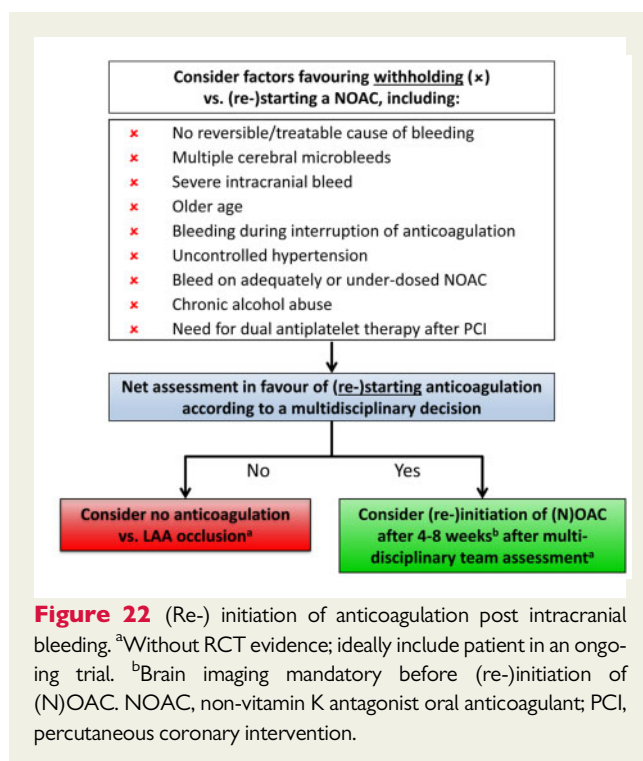 Consider factors favouring withholding (×)
vs. (re-)starting a NOAC, including:
× No reversible/treatable cause of bleeding
× Multiple cerebral microbleeds
× Severe intracranial bleed
× Older age
× Bleeding during interruption of anticoagulation
× Uncontrolled hypertension
× Bleed on adequately or under-dosed NOAC
× Chronic alcohol abuse
× Need for dual antiplatelet therapy after PCI
Net assessment in favour of (re-)starting anticoagulation
according to a multidisciplinary decision
No
Yes
Consider no anticoagulation
vs. LAA occlusionᵃ
Consider (re-)initiation of (N)OAC
after 4-8 weeksᵇ after multi-
disciplinary team assessmentᵃ
Figure 22 (Re-) initiation of anticoagulation post intracranial
bleeding. ᵃWithout RCT evidence; ideally include patient in an ongo-
ing trial. ᵇBrain imaging mandatory before (re-)initiation of
(N)OAC. NOAC, non-vitamin K antagonist oral anticoagulant; PCI,
percutaneous coronary intervention.